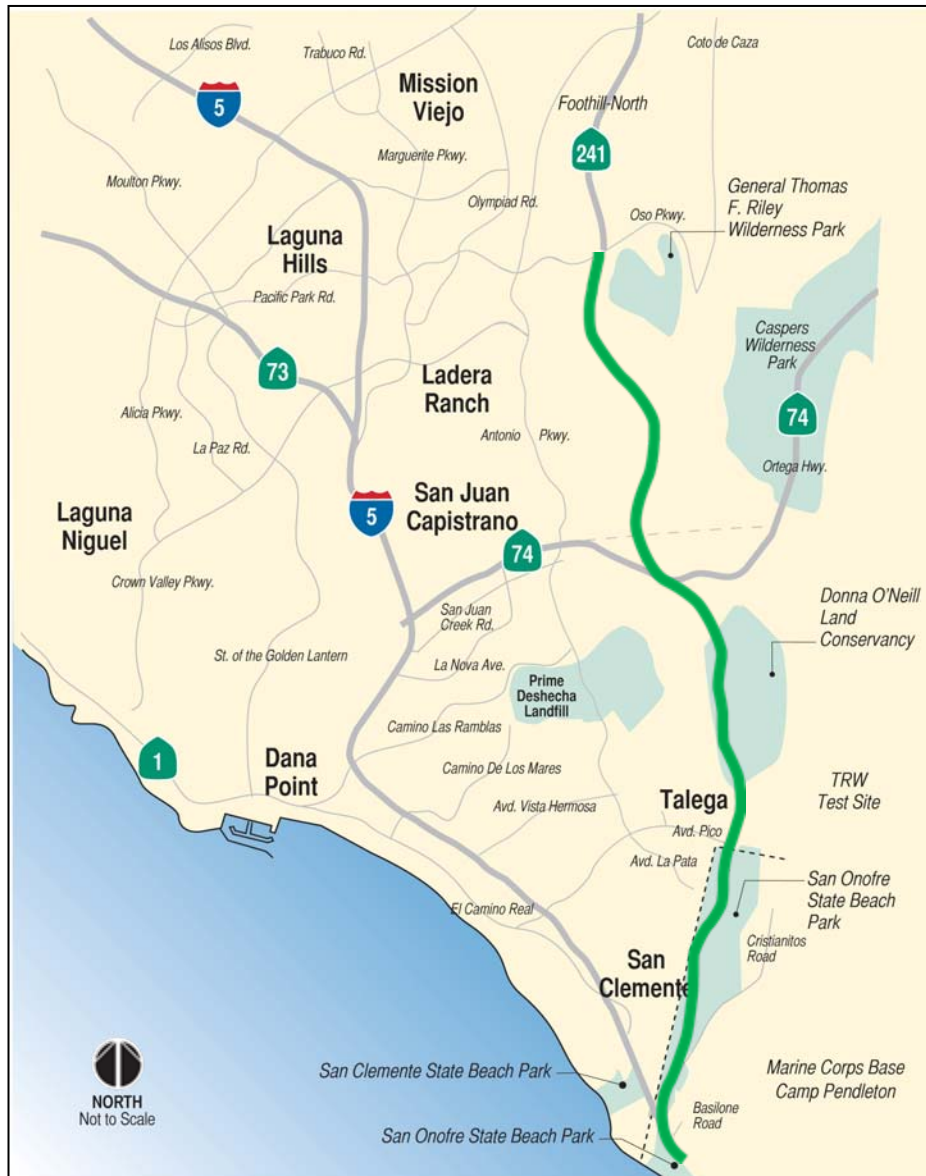 Los Alisos Blvd.
Trabuco Rd.
Coto de Caza
Mission
Viejo
5
Foothill-North
241
Marguerite Pkwy.
Moulton Pkwy.
Olympiad Rd.
General Thomas
F. Riley
Wilderness Park
Oso Pkwy.
Laguna
Hills
Pacific Park Rd.
Caspers
Wilderness
Park
73
Ladera
Ranch
74
Alicia Pkwy.
La Paz Rd.
Antonio Pkwy.
Ortega Hwy.
Laguna
Niguel
5
San Juan
Capistrano
74
Crown Valley Pkwy.
San Juan
Creek Rd.
Donna O'Neill
Land
Conservancy
St. of the Golden Lantern
La Nova Ave.
Prime
Deshecha
Landfill
Camino Las Ramblas
1
Dana
Point
Camino De Los Mares
TRW
Test Site
Avd. Vista Hermosa
Talega
Avd. Pico
Avd. La Pata
San Onofre
State Beach
Park
El Camino Real
Cristianitos
Road
San
Clemente
San Clemente State Beach Park
Marine Corps Base
Camp Pendleton
NORTH
Not to Scale
Basilone
Road
San Onofre State Beach Park